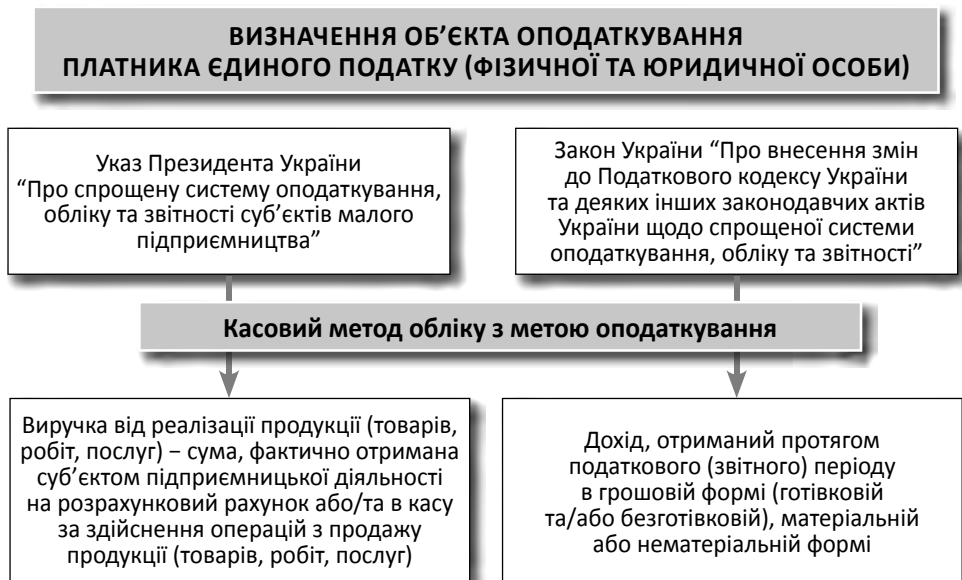 ВИЗНАЧЕННЯ ОБ’ЄКТА ОПОДАТКУВАННЯ
ПЛАТНИКА ЄДИНОГО ПОДАТКУ (ФІЗИЧНОЇ ТА ЮРИДИЧНОЇ ОСОБИ)
Указ Президента України
“Про спрощену систему оподаткування,
обліку та звітності суб’єктів малого
підприємництва”
Закон України “Про внесення змін
до Податкового кодексу України
та деяких інших законодавчих актів
України щодо спрощеної системи
оподаткування, обліку та звітності”
Касовий метод обліку з метою оподаткування
Виручка від реалізації продукції (товарів,
робіт, послуг) – сума, фактично отримана
суб’єктом підприємницької діяльності
на розрахунковий рахунок або/та в касу
за здійснення операцій з продажу
продукції (товарів, робіт, послуг)
Дохід, отриманий протягом
податкового (звітного) періоду
в грошовій формі (готівковій
та/або безготівковій), матеріальній
або нематеріальній формі